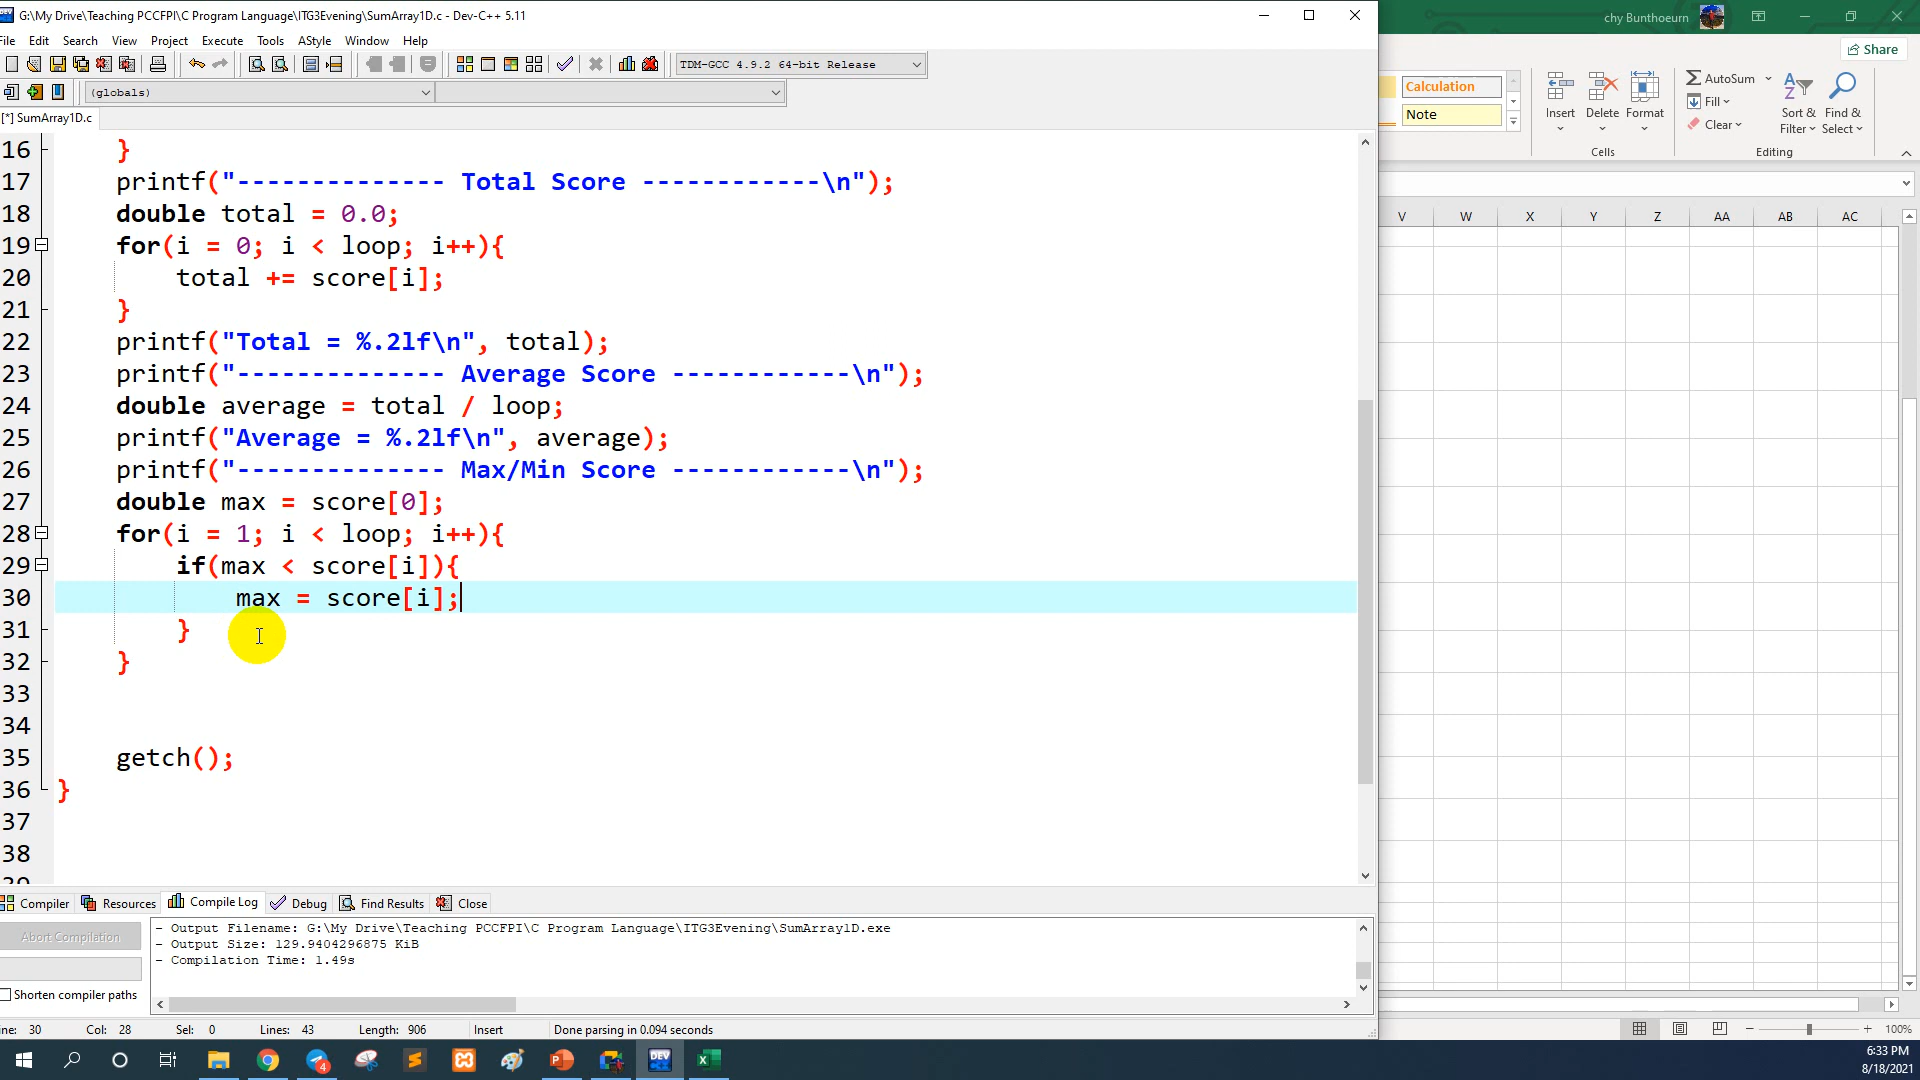 G:\My Drive\Teaching PCCFPI\C Program Language\ITG3Evening\SumArray1D.c - Dev-C++ 5.11
chy Bunthoeurn
File Edit Search View Project Execute Tools AStyle Window Help
Share
TDM-GCC 4.9.2 64-bit Release
(globals)
[*] SumArray1D.c
Calculation
Note
Insert
Delete
Format
AutoSum
Fill
Clear
Sort & Filter
Find & Select
Cells
Editing
V W X Y Z AA AB AC
16 }
17 printf("-------------- Total Score ------------\n");
18 double total = 0.0;
19 for(i = 0; i < loop; i++){
20 total += score[i];
21 }
22 printf("Total = %.2lf\n", total);
23 printf("-------------- Average Score ------------\n");
24 double average = total / loop;
25 printf("Average = %.2lf\n", average);
26 printf("-------------- Max/Min Score ------------\n");
27 double max = score[0];
28 for(i = 1; i < loop; i++){
29 if(max < score[i]){
30 max = score[i];
31 }
32 }
33
34
35 getch();
36 }
37
38
39
Compiler Resources Compile Log Debug Find Results Close
Abort Compilation
Shorten compiler paths
- Output Filename: G:\My Drive\Teaching PCCFPI\C Program Language\ITG3Evening\SumArray1D.exe
- Output Size: 129.9404296875 KiB
- Compilation Time: 1.49s
ine: 30 Col: 28 Sel: 0 Lines: 43 Length: 906 Insert Done parsing in 0.094 seconds
100%
4
DEV
6:33 PM
8/18/2021